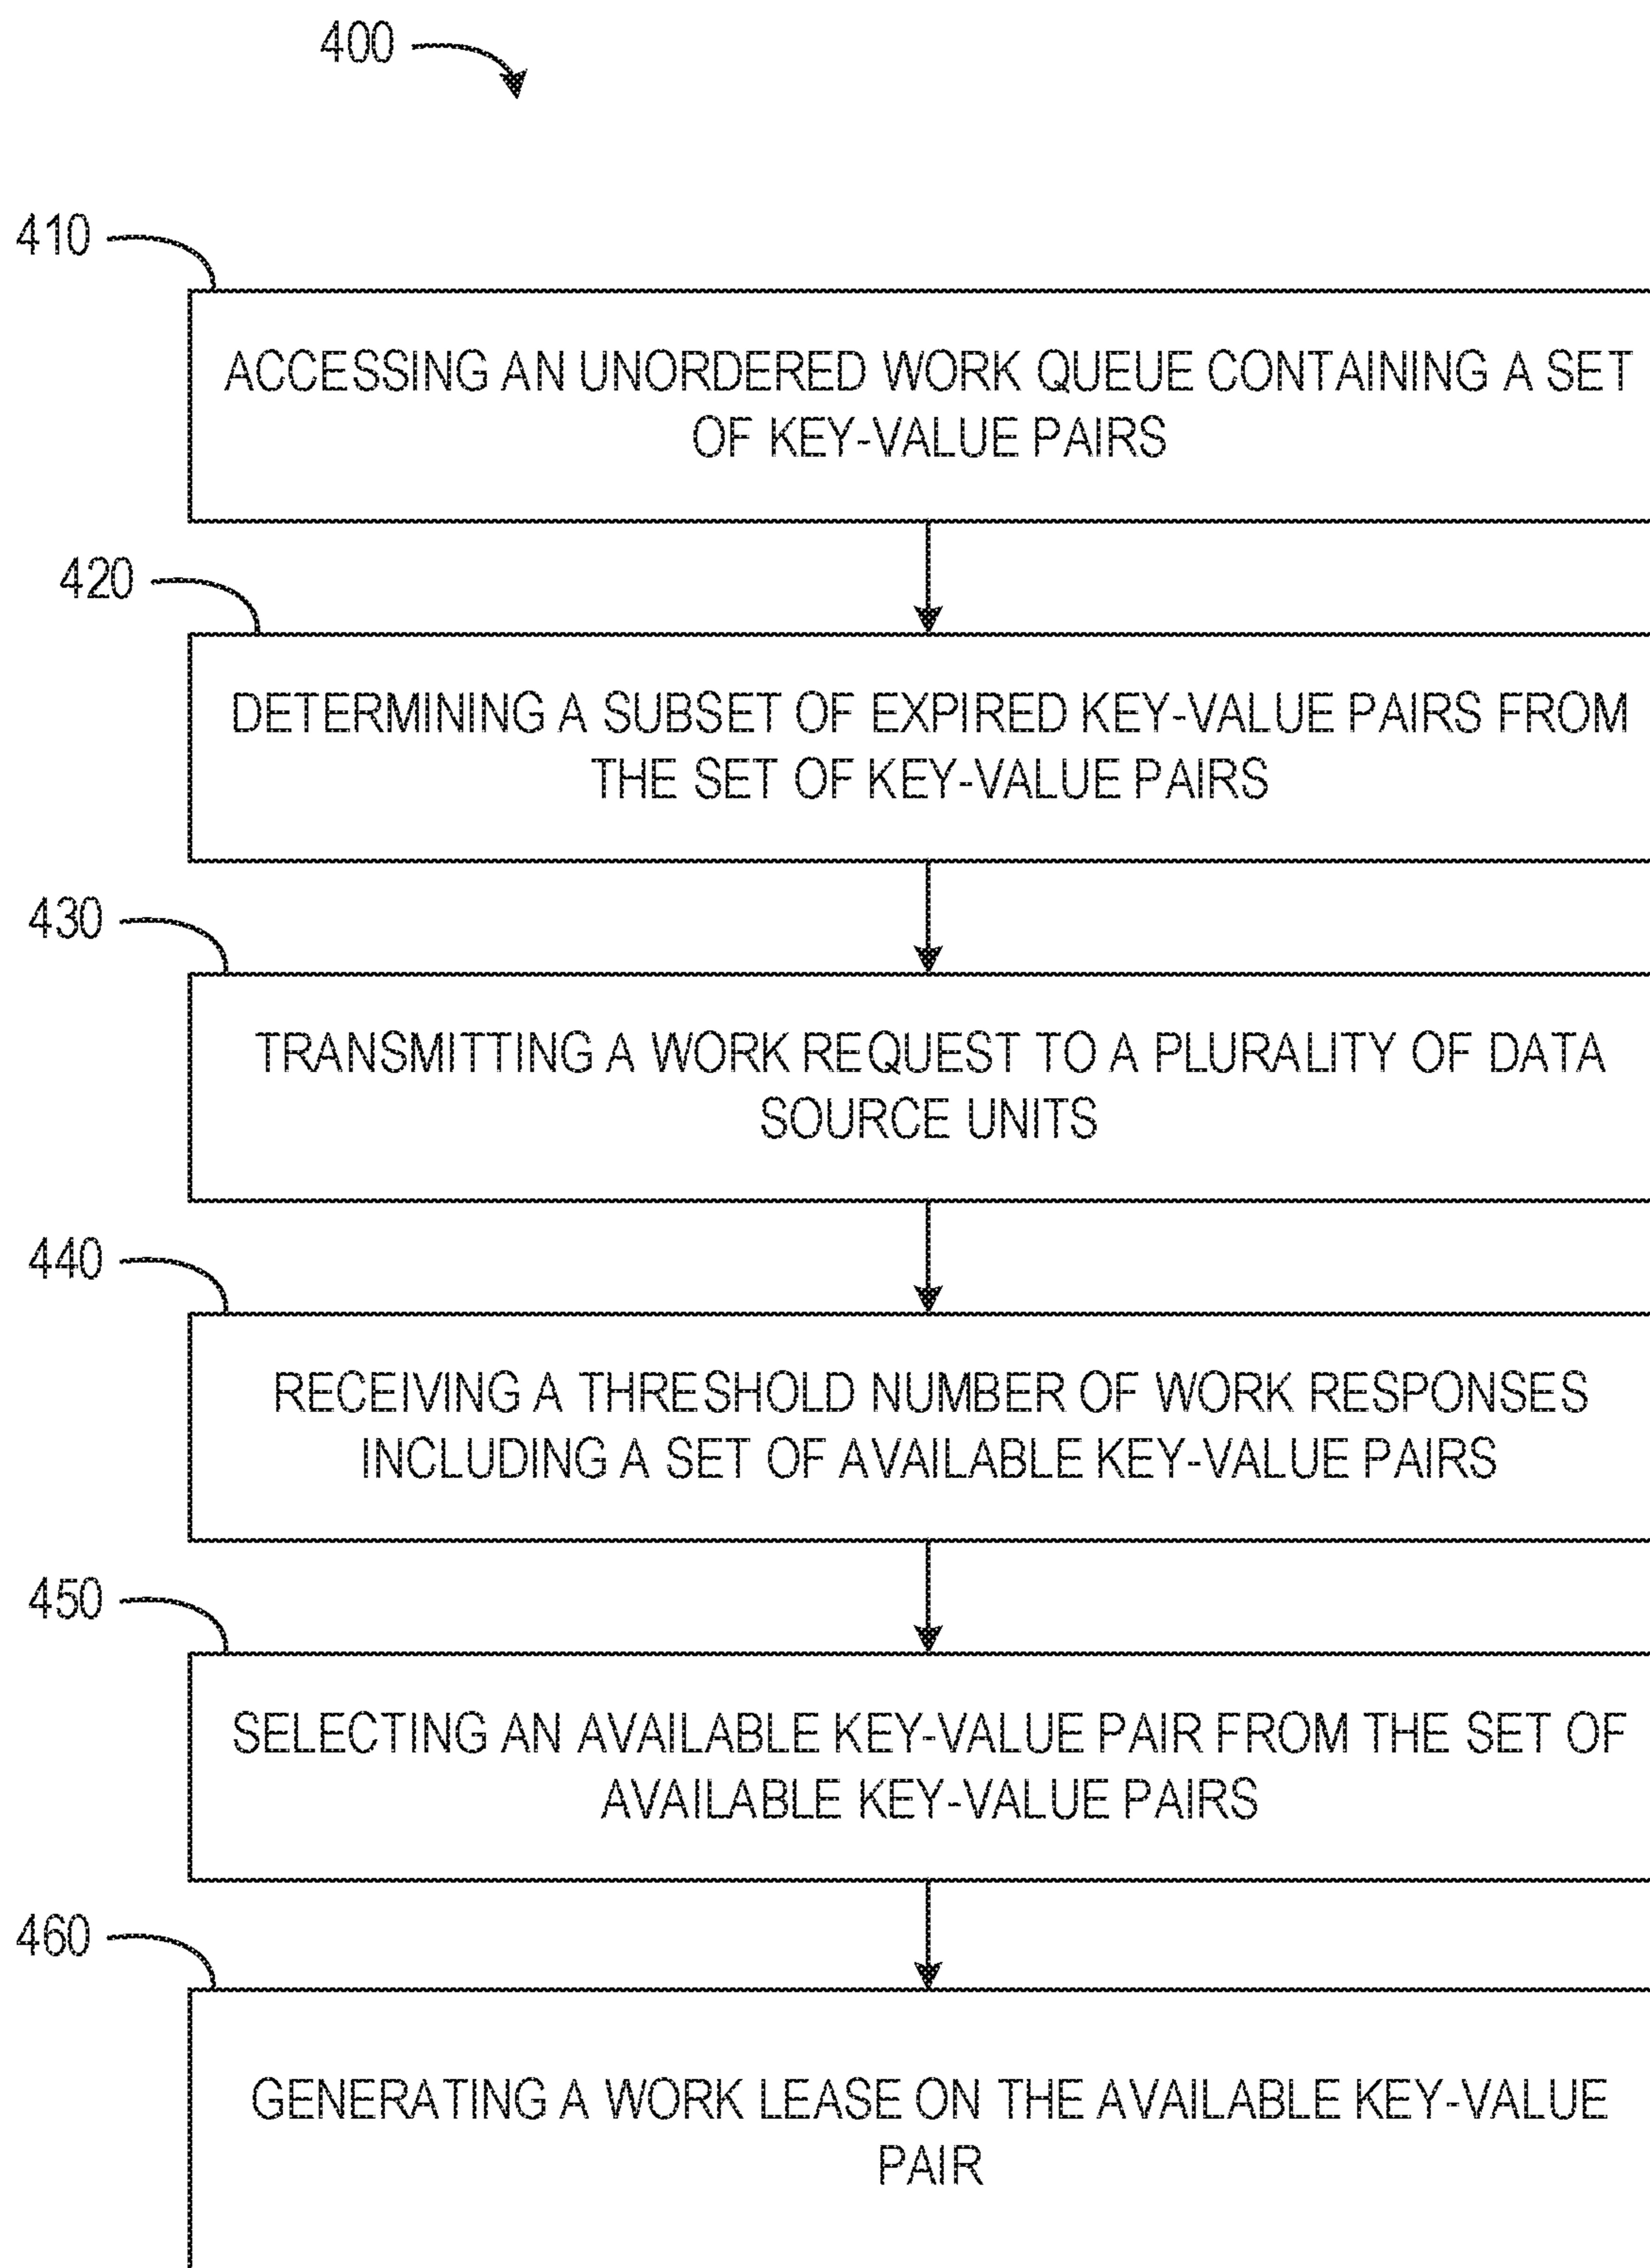 400
410
ACCESSING AN UNORDERED WORK QUEUE CONTAINING A SET
OF KEY-VALUE PAIRS
420
DETERMINING A SUBSET OF EXPIRED KEY-VALUE PAIRS FROM
THE SET OF KEY-VALUE PAIRS
430
TRANSMITTING A WORK REQUEST TO A PLURALITY OF DATA
SOURCE UNITS
440
RECEIVING A THRESHOLD NUMBER OF WORK RESPONSES
INCLUDING A SET OF AVAILABLE KEY-VALUE PAIRS
450
SELECTING AN AVAILABLE KEY-VALUE PAIR FROM THE SET OF
AVAILABLE KEY-VALUE PAIRS
460
GENERATING A WORK LEASE ON THE AVAILABLE KEY-VALUE
PAIR